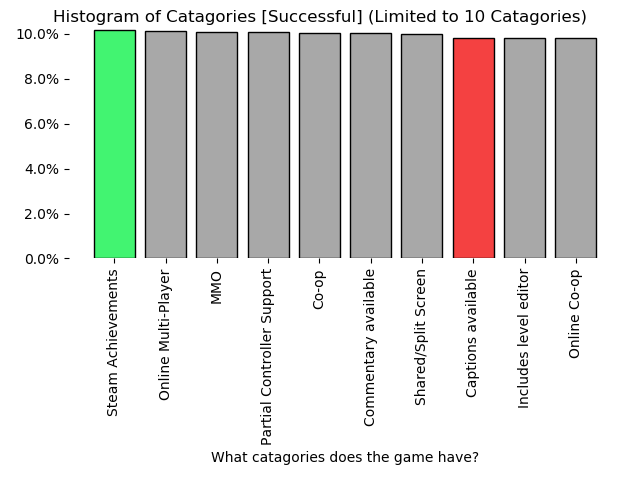 Histogram of Catagories [Successful] (Limited to 10 Catagories)
10.0%
8.0%
6.0%
4.0%
2.0%
0.0%
Steam Achievements
Online Multi-Player
MMO
Partial Controller Support
Co-op
Commentary available
Shared/Split Screen
Captions available
Includes level editor
Online Co-op
What catagories does the game have?